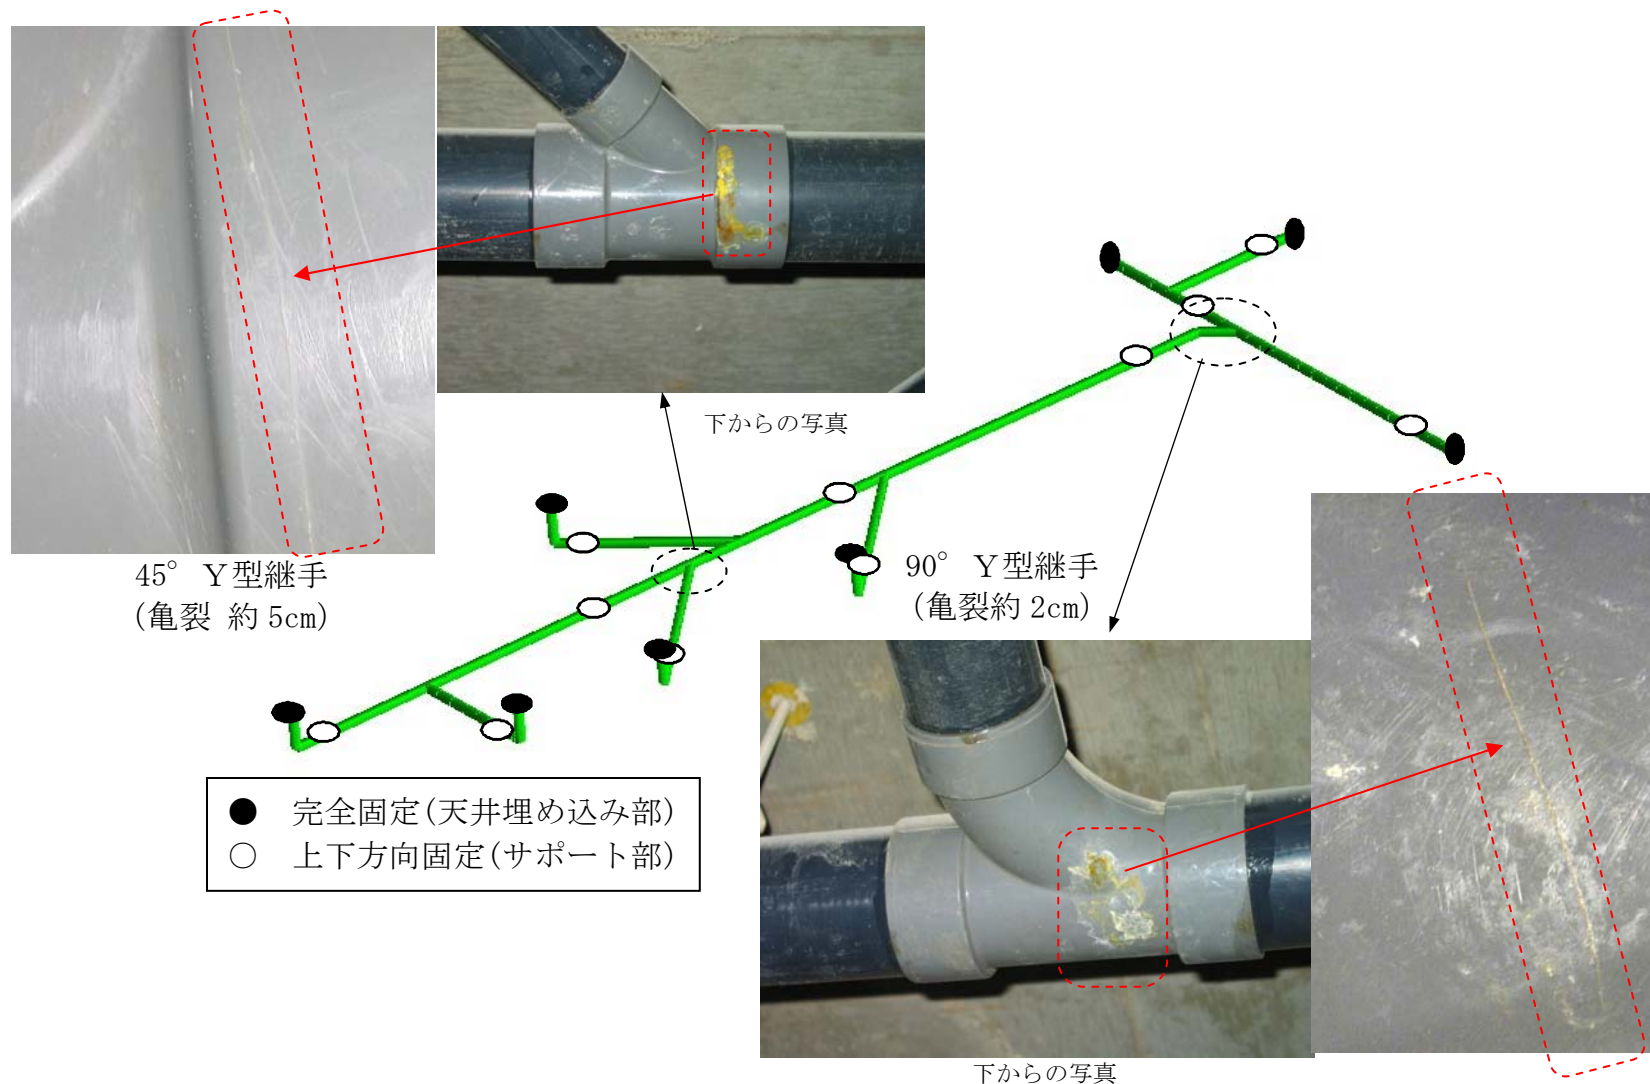 下からの写真
45° Y型継手
(亀裂 約5cm)
90° Y型継手
(亀裂約2cm)
● 完全固定(天井埋め込み部)
○ 上下方向固定(サポート部)
下からの写真